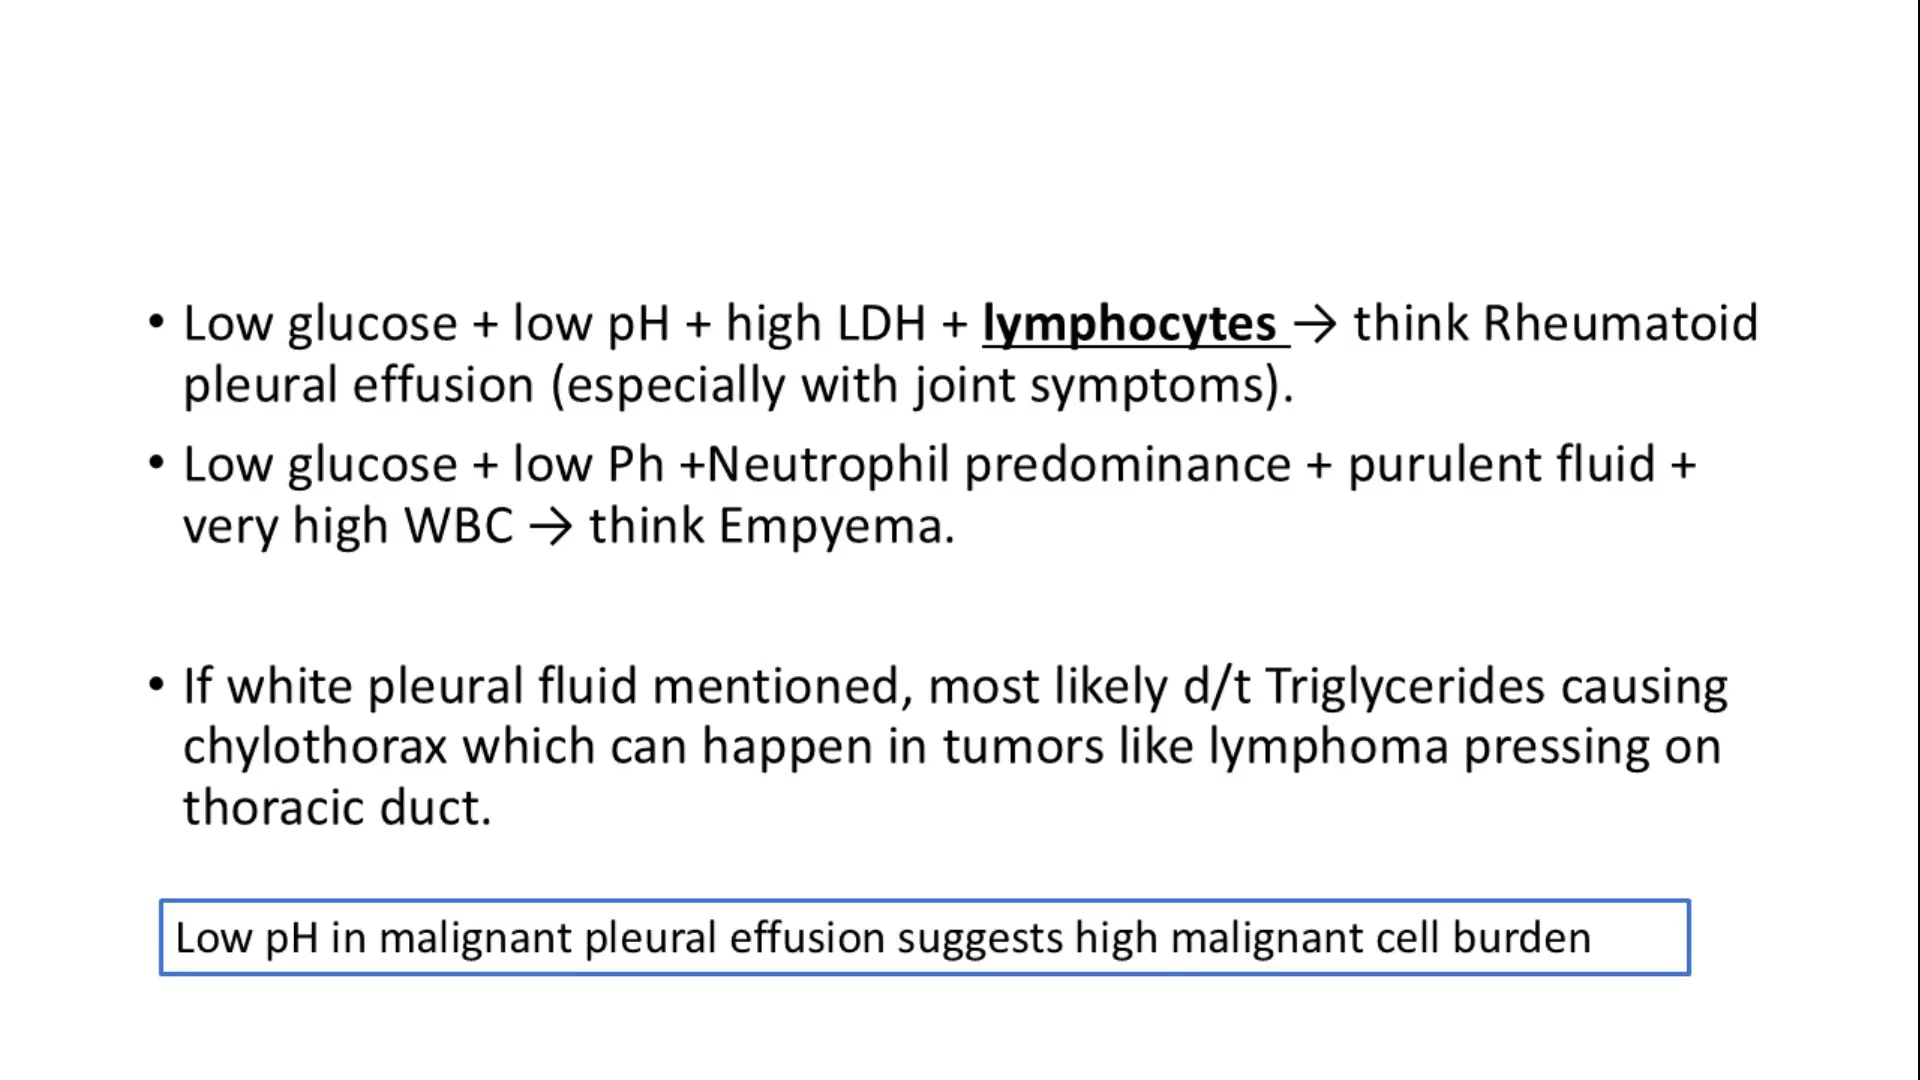 • Low glucose + low pH + high LDH + lymphocytes → think Rheumatoid
pleural effusion (especially with joint symptoms).
• Low glucose + low Ph +Neutrophil predominance + purulent fluid +
very high WBC → think Empyema.
• If white pleural fluid mentioned, most likely d/t Triglycerides causing
chylothorax which can happen in tumors like lymphoma pressing on
thoracic duct.
Low pH in malignant pleural effusion suggests high malignant cell burden